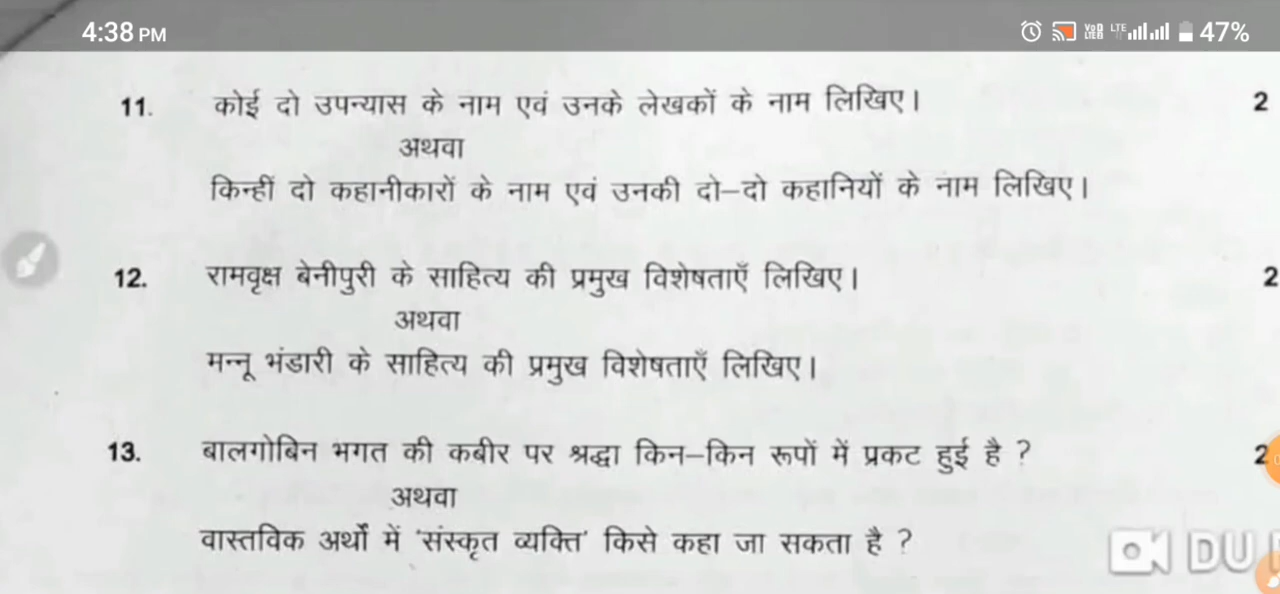 4:38 PM 47%
11. कोई दो उपन्यास के नाम एवं उनके लेखकों के नाम लिखिए। 2
अथवा
किन्हीं दो कहानीकारों के नाम एवं उनकी दो–दो कहानियों के नाम लिखिए।
12. रामवृक्ष बेनीपुरी के साहित्य की प्रमुख विशेषताएँ लिखिए। 2
अथवा
मन्नू भंडारी के साहित्य की प्रमुख विशेषताएँ लिखिए।
13. बालगोबिन भगत की कबीर पर श्रद्धा किन–किन रूपों में प्रकट हुई है ? 2
अथवा
वास्तविक अर्थों में 'संस्कृत व्यक्ति' किसे कहा जा सकता है ?
DU